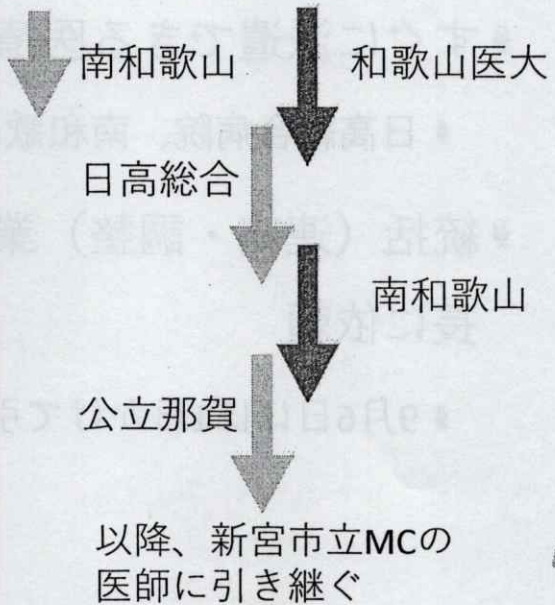 南和歌山
和歌山医大
日高総合
南和歌山
公立那賀
以降、新宮市立MCの
医師に引き継ぐ